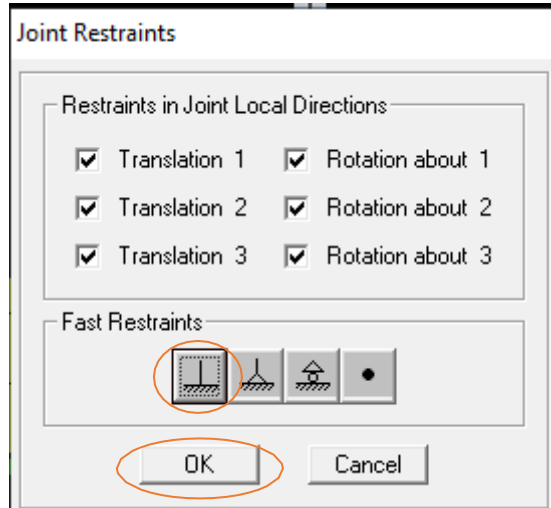 Joint Restraints
Restraints in Joint Local Directions
Translation 1 Rotation about 1
Translation 2 Rotation about 2
Translation 3 Rotation about 3
Fast Restraints
OK Cancel